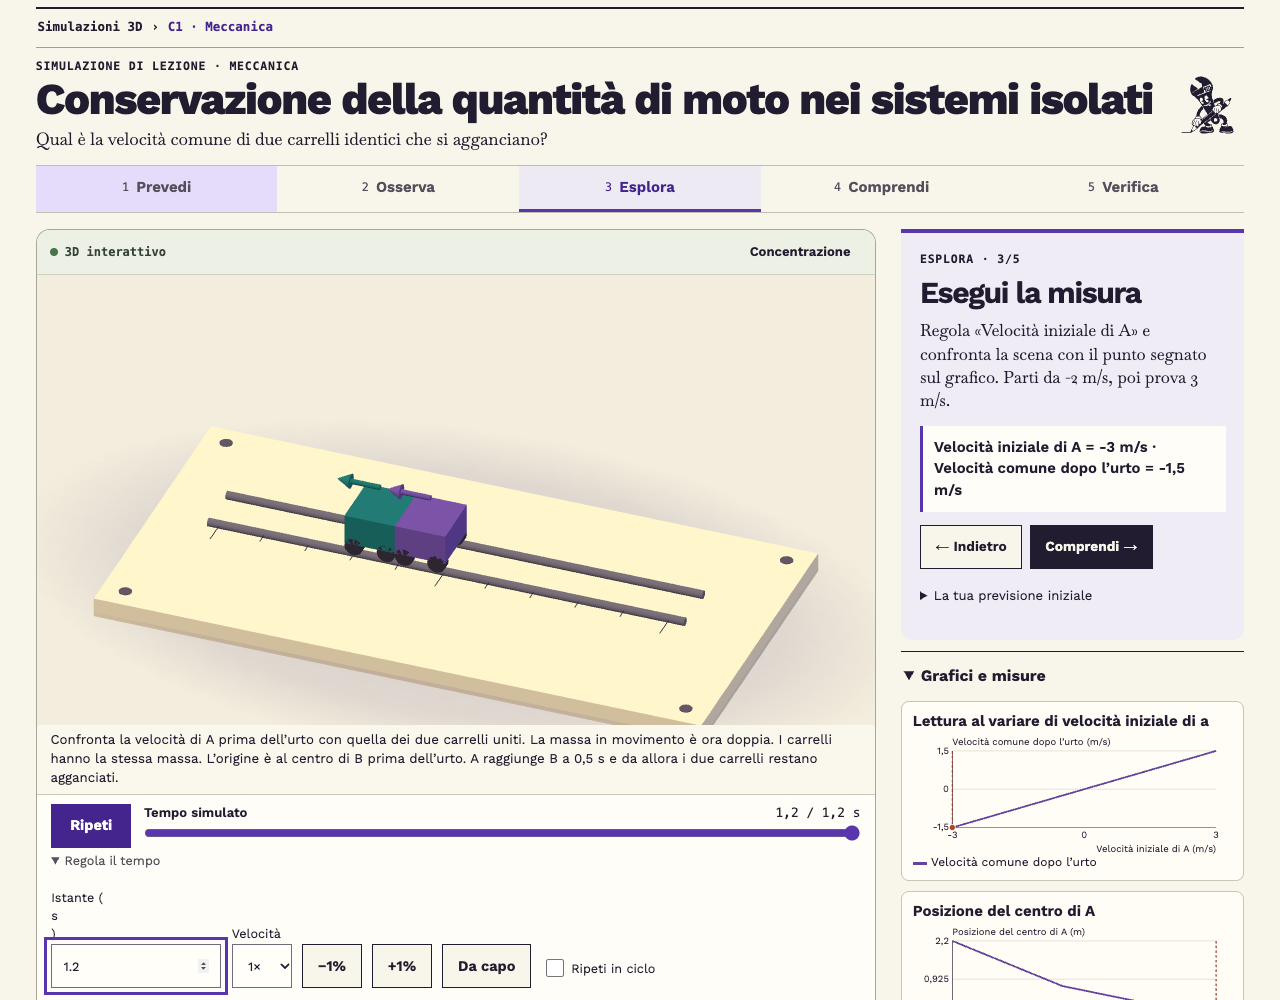 Simulazioni 3D › C1 · Meccanica
SIMULAZIONE DI LEZIONE · MECCANICA
Conservazione della quantità di moto nei sistemi isolati
Qual è la velocità comune di due carrelli identici che si agganciano?
1 Prevedi
2 Osserva
3 Esplora
4 Comprendi
5 Verifica
3D interattivo
Concentrazione
Confronta la velocità di A prima dell’urto con quella dei due carrelli uniti. La massa in movimento è ora doppia. I carrelli
hanno la stessa massa. L’origine è al centro di B prima dell’urto. A raggiunge B a 0,5 s e da allora i due carrelli restano
agganciati.
Ripeti
Tempo simulato
1,2 / 1,2 s
▼ Regola il tempo
Istante (
s
)
Velocità
1.2
1×
−1%
+1%
Da capo
Ripeti in ciclo
ESPLORA · 3/5
Esegui la misura
Regola «Velocità iniziale di A» e
confronta la scena con il punto segnato
sul grafico. Parti da -2 m/s, poi prova 3
m/s.
Velocità iniziale di A = -3 m/s ·
Velocità comune dopo l’urto = -1,5
m/s
← Indietro
Comprendi →
▶ La tua previsione iniziale
▼ Grafici e misure
Lettura al variare di velocità iniziale di a
Velocità comune dopo l’urto (m/s)
1,5
0
-1,5
-3
0
3
Velocità iniziale di A (m/s)
Velocità comune dopo l’urto
Posizione del centro di A
Posizione del centro di A (m)
2,2
0,925